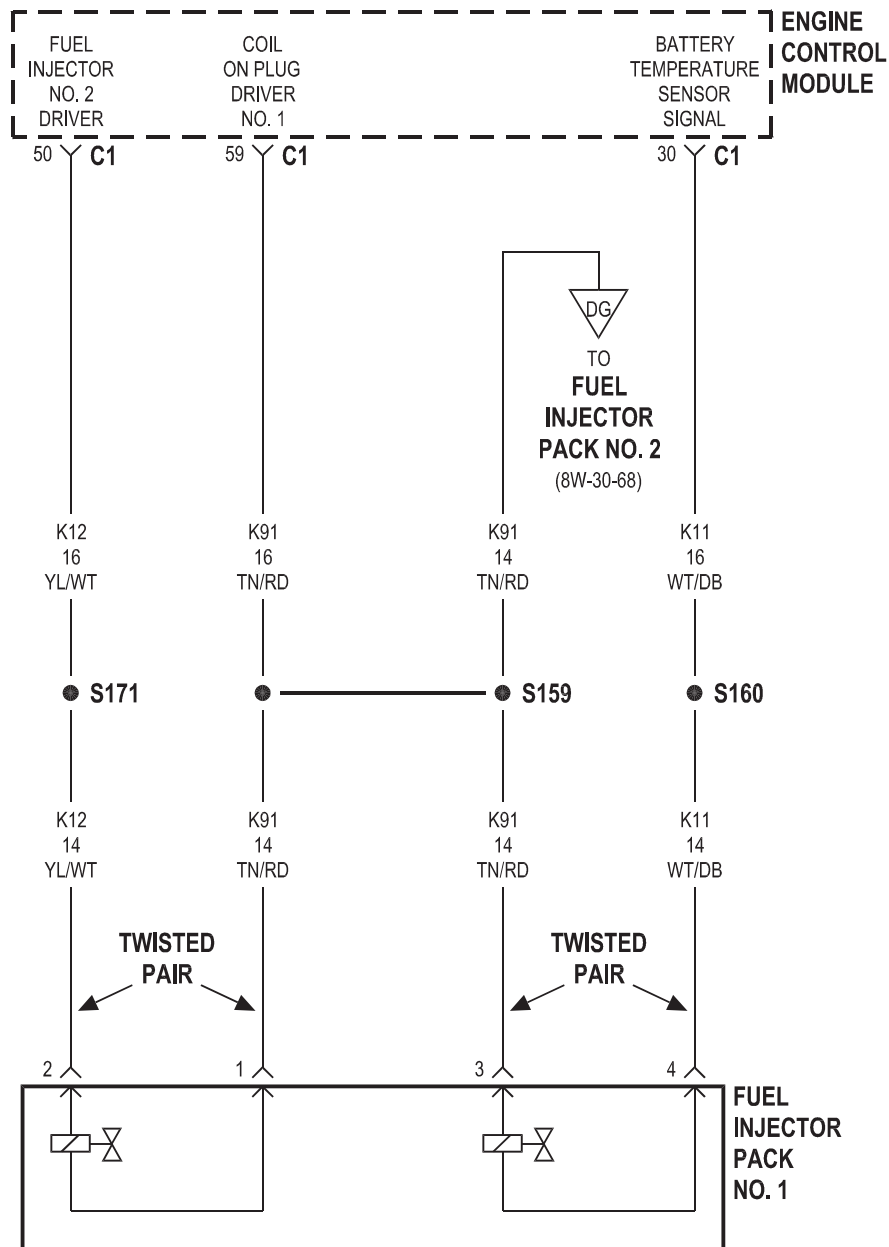 ENGINE
CONTROL
MODULE
FUEL
INJECTOR
NO. 2
DRIVER
COIL
ON PLUG
DRIVER
NO. 1
BATTERY
TEMPERATURE
SENSOR
SIGNAL
50 C1
59 C1
30 C1
DG
TO
FUEL
INJECTOR
PACK NO. 2
(8W-30-68)
K12
16
YL/WT
K91
16
TN/RD
K91
14
TN/RD
K11
16
WT/DB
S171
S159
S160
K12
14
YL/WT
K91
14
TN/RD
K91
14
TN/RD
K11
14
WT/DB
TWISTED
PAIR
TWISTED
PAIR
2
1
3
4
FUEL
INJECTOR
PACK
NO. 1